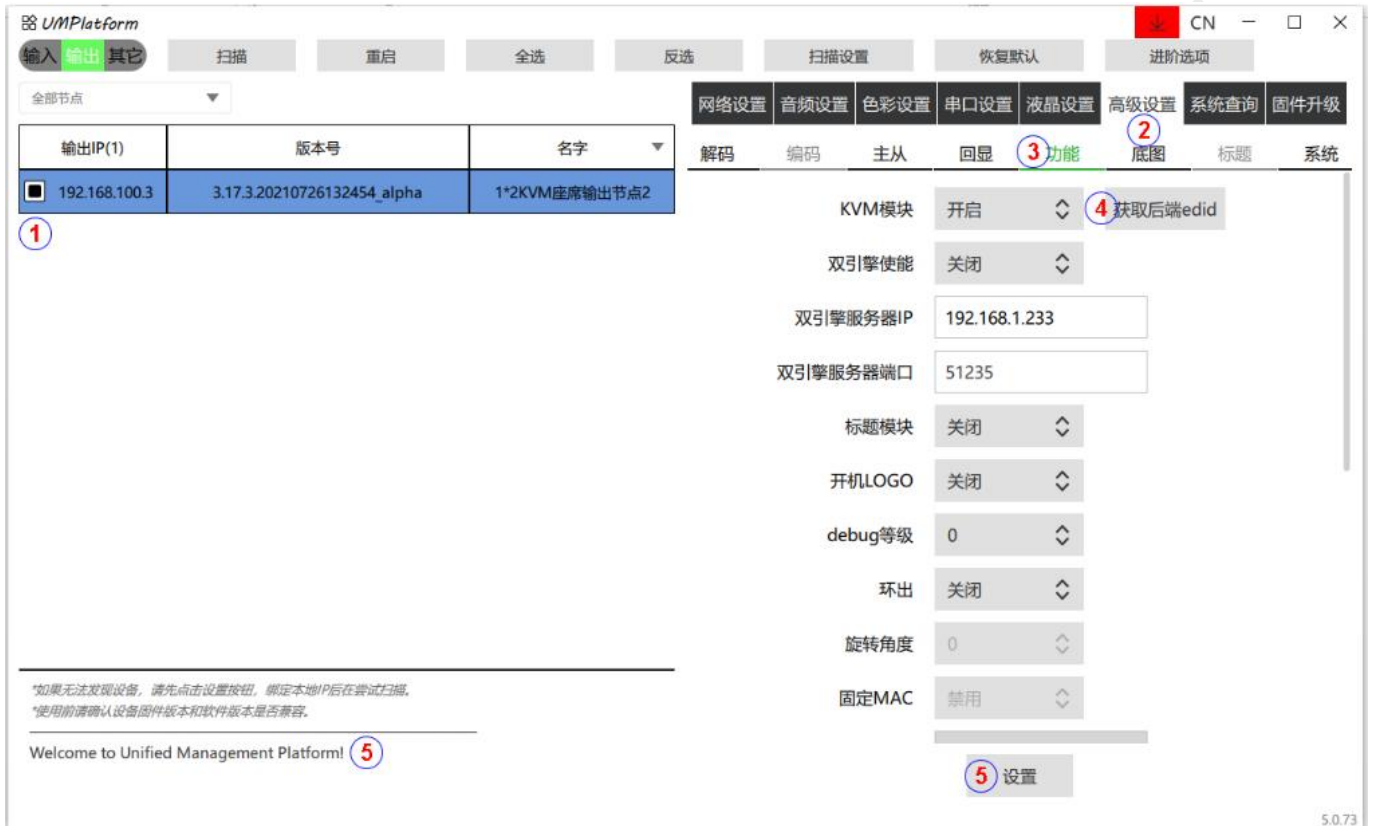 UMPlatform
CN
输入 输出 其它 扫描 重启 全选 反选 扫描设置 恢复默认 进阶选项
全部节点
网络设置 音频设置 色彩设置 串口设置 液晶设置 高级设置 系统查询 固件升级
2
输出IP(1) 版本号 名字
解码 编码 主从 回显 3 功能 底图 标题 系统
192.168.100.3 3.17.3.20210726132454_alpha 1*2KVM座席输出节点2
1
KVM模块 开启 4 获取后端edid
双引擎使能 关闭
双引擎服务器IP 192.168.1.233
双引擎服务器端口 51235
标题模块 关闭
开机LOGO 关闭
debug等级 0
环出 关闭
旋转角度 0
固定MAC 禁用
*如果无法发现设备，请先点击设置按钮，绑定本地IP后在尝试扫描。
*使用前请确认设备固件版本和软件版本是否兼容。
Welcome to Unified Management Platform! 5
5 设置
5.0.73